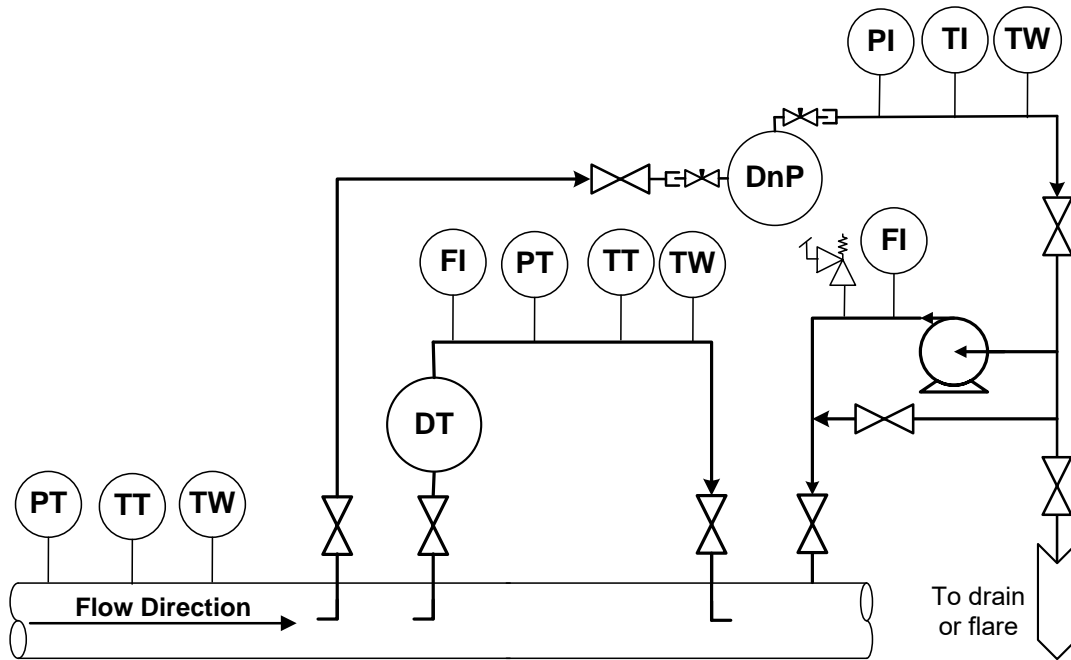 PI
TI
TW
DnP
FI
PT
TT
TW
FI
DT
PT
TT
TW
Flow Direction
To drain
or flare